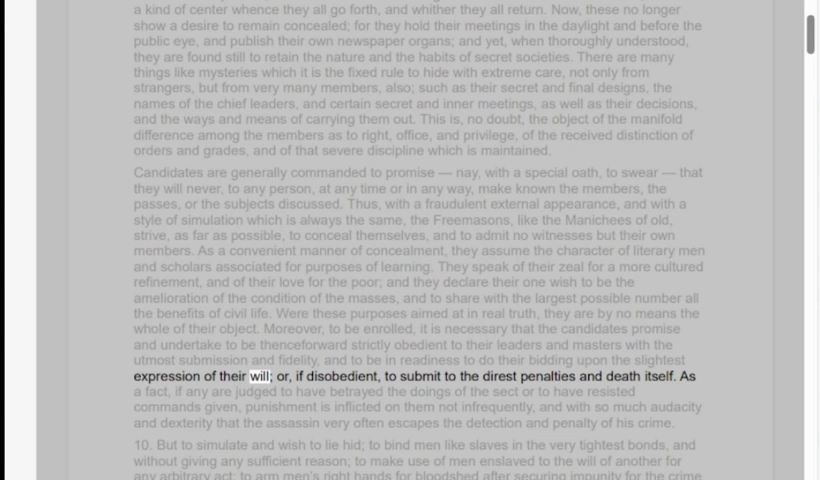 a kind of center whence they all go forth, and whither they all return. Now, these no longer
show a desire to remain concealed; for they hold their meetings in the daylight and before the
public eye, and publish their own newspaper organs; and yet, when thoroughly understood,
they are found still to retain the nature and the habits of secret societies. There are many
things like mysteries which it is the fixed rule to hide with extreme care, not only from
strangers, but from very many members, also; such as their secret and final designs, the
names of the chief leaders, and certain secret and inner meetings, as well as their decisions,
and the ways and means of carrying them out. This is, no doubt, the object of the manifold
difference among the members as to right, office, and privilege, of the received distinction of
orders and grades, and of that severe discipline which is maintained.
Candidates are generally commanded to promise — nay, with a special oath, to swear — that
they will never, to any person, at any time or in any way, make known the members, the
passes, or the subjects discussed. Thus, with a fraudulent external appearance, and with a
style of simulation which is always the same, the Freemasons, like the Manichees of old,
strive, as far as possible, to conceal themselves, and to admit no witnesses but their own
members. As a convenient manner of concealment, they assume the character of literary men
and scholars associated for purposes of learning. They speak of their zeal for a more cultured
refinement, and of their love for the poor; and they declare their one wish to be the
amelioration of the condition of the masses, and to share with the largest possible number all
the benefits of civil life. Were these purposes aimed at in real truth, they are by no means the
whole of their object. Moreover, to be enrolled, it is necessary that the candidates promise
and undertake to be thenceforward strictly obedient to their leaders and masters with the
utmost submission and fidelity, and to be in readiness to do their bidding upon the slightest
expression of their will; or, if disobedient, to submit to the direst penalties and death itself. As
a fact, if any are judged to have betrayed the doings of the sect or to have resisted
commands given, punishment is inflicted on them not infrequently, and with so much audacity
and dexterity that the assassin very often escapes the detection and penalty of his crime.
10. But to simulate and wish to lie hid; to bind men like slaves in the very tightest bonds, and
without giving any sufficient reason; to make use of men enslaved to the will of another for
any arbitrary act; to arm men's right hands for bloodshed after securing impunity for the crime